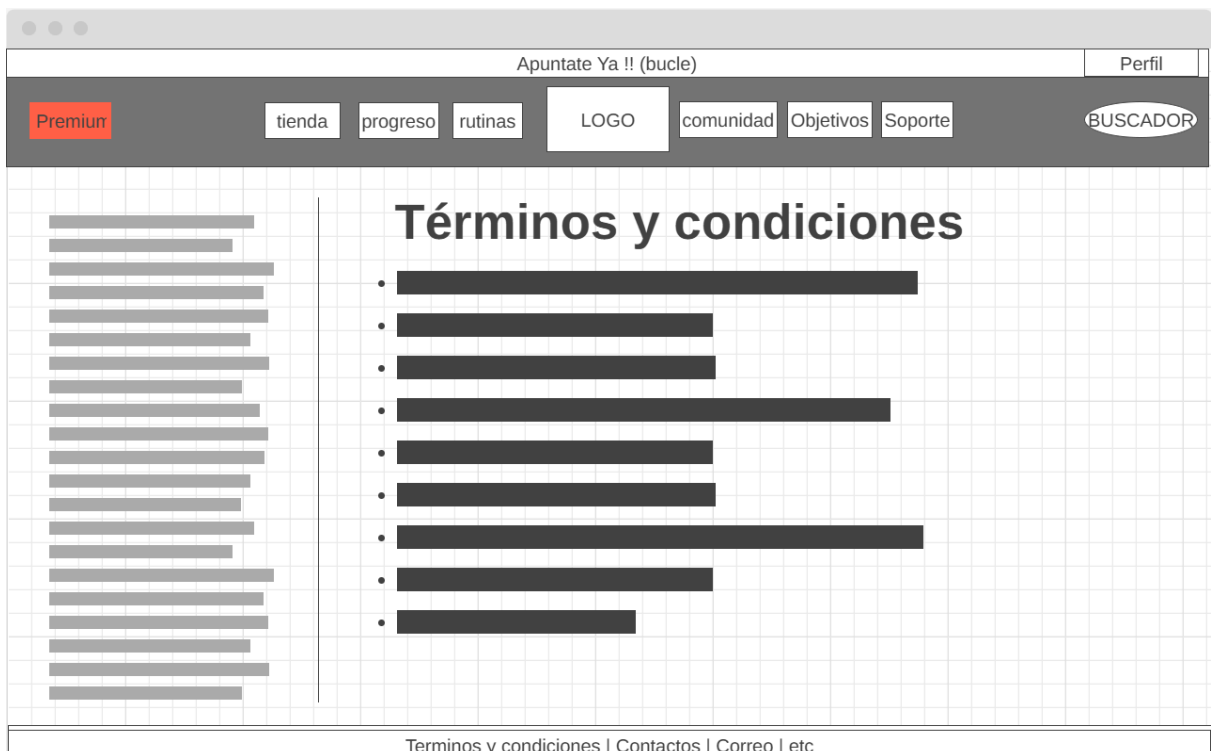 Apuntate Ya !! (bucle) Perfil
Premium tienda progreso rutinas LOGO comunidad Objetivos Soporte BUSCADOR
Términos y condiciones
Terminos y condiciones | Contactos | Correo | etc